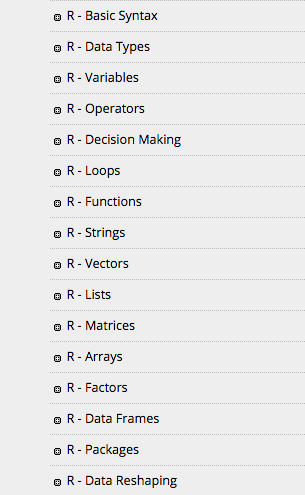 R - Basic Syntax
R - Data Types
R - Variables
R - Operators
R - Decision Making
R - Loops
R - Functions
R - Strings
R - Vectors
R - Lists
R - Matrices
R - Arrays
R - Factors
R - Data Frames
R - Packages
R - Data Reshaping